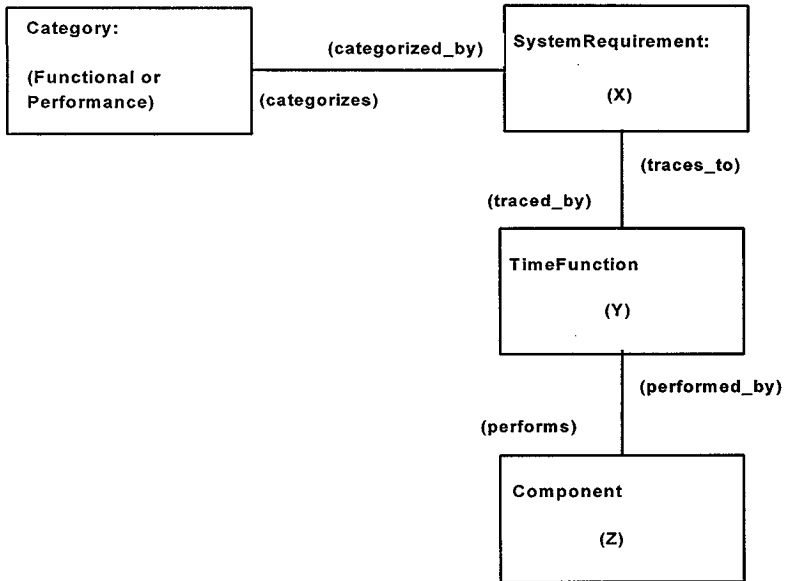 Category:
(Functional or
Performance)
(categorized_by)
(categorizes)
SystemRequirement:
(X)
(traces_to)
(traced_by)
TimeFunction
(Y)
(performed_by)
(performs)
Component
(Z)